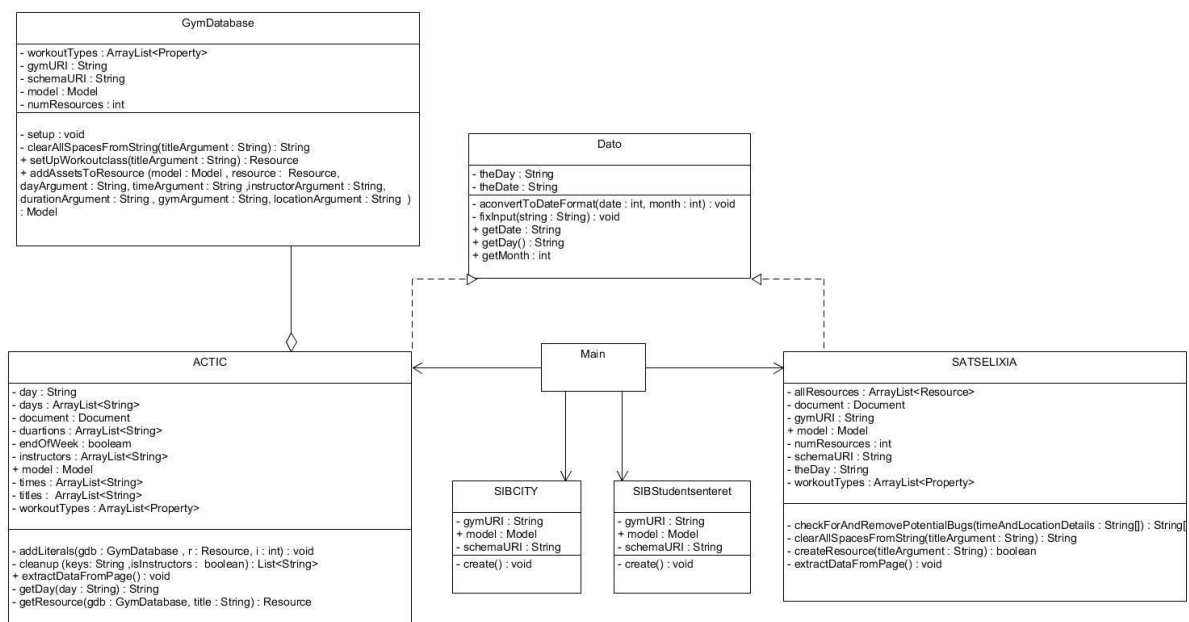 GymDatabase
- workoutTypes : ArrayList<Property>
- gymURI : String
- schemaURI : String
- model : Model
- numResources : int
- setup : void
- clearAllSpacesFromString(titleArgument : String) : String
+ setUpWorkoutclass(titleArgument : String) : Resource
+ addAssetsToResource (model : Model , resource : Resource,
dayArgument : String, timeArgument : String ,instructorArgument : String,
durationArgument : String , gymArgument : String, locationArgument : String )
: Model
Dato
- theDay : String
- theDate : String
- aconvertToDateFormat(date : int, month : int) : void
- fixInput(string : String) : void
+ getDate : String
+ getDay() : String
+ getMonth : int
Main
ACTIC
- day : String
- days : ArrayList<String>
- document : Document
- duartions : ArrayList<String>
- endOfWeek : booleam
- instructors : ArrayList<String>
+ model : Model
- times : ArrayList<String>
- titles : ArrayList<String>
- workoutTypes : ArrayList<Property>
- addLiterals(gdb : GymDatabase , r : Resource, i : int) : void
- cleanup (keys: String ,isInstructors : boolean) : List<String>
+ extractDataFromPage() : void
- getDay(day : String) : String
- getResource(gdb : GymDatabase, title : String) : Resource
SIBCITY
- gymURI : String
+ model : Model
- schemaURI : String
- create() : void
SIBStudentsenteret
- gymURI : String
+ model : Model
- schemaURI : String
- create() : void
SATSELIXIA
- allResources : ArrayList<Resource>
- document : Document
- gymURI : String
+ model : Model
- numResources : int
- schemaURI : String
- theDay : String
- workoutTypes : ArrayList<Property>
- checkForAndRemovePotentialBugs(timeAndLocationDetails : String[]) : String[
- clearAllSpacesFromString(titleArgument : String) : String
- createResource(titleArgument : String) : boolean
- extractDataFromPage() : void